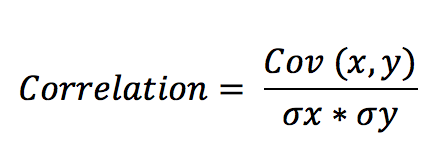 Correlation = Cov (x,y)
σx * σy